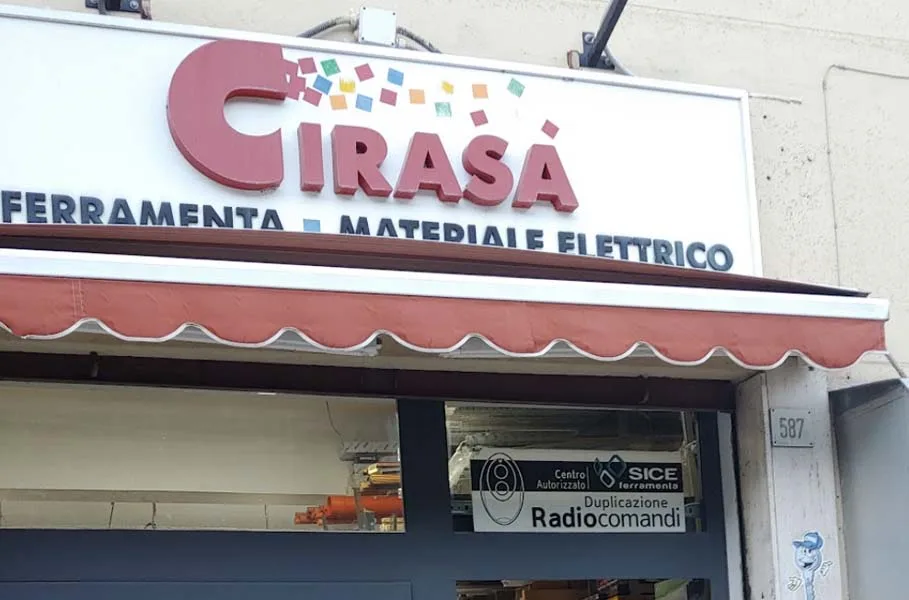 CIRASÀ
FERRAMENTA ▪ MATERIALE ELETTRICO
587
Centro
Autorizzato
SICE
ferramenta
Duplicazione
Radiocomandi